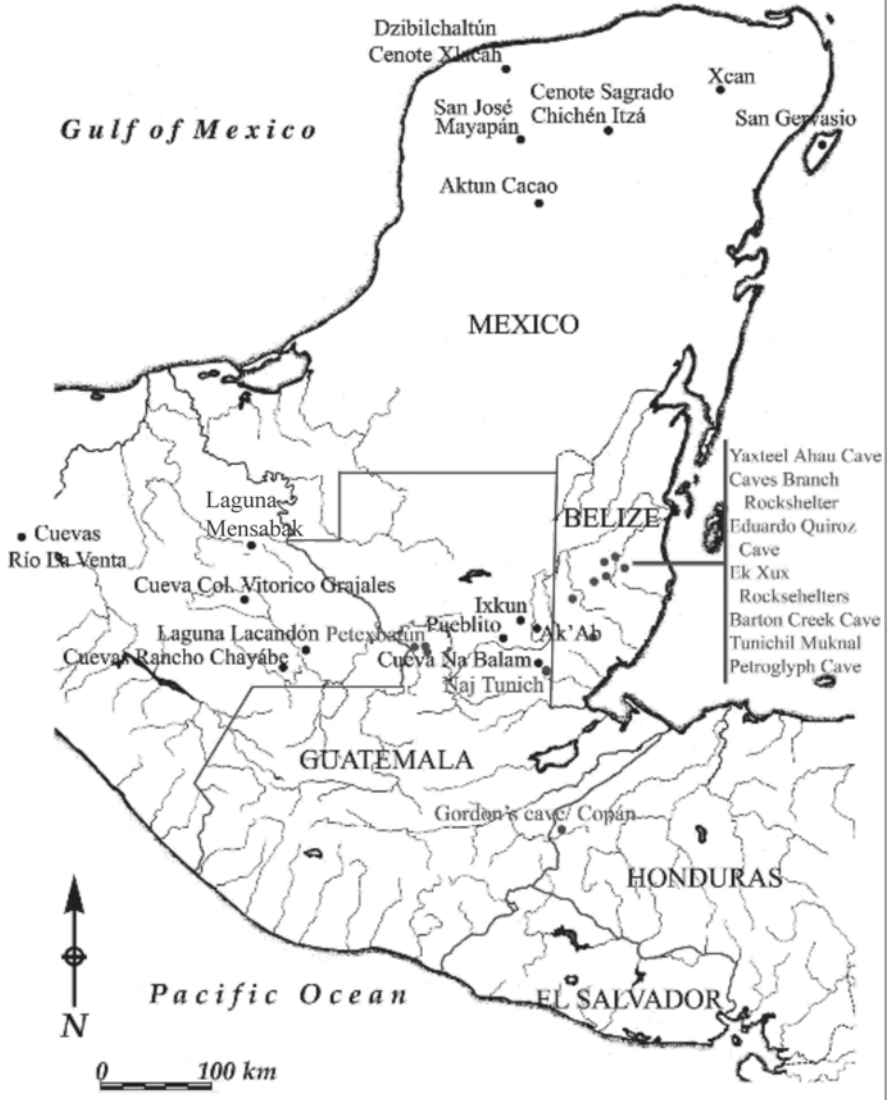 Dzibilchaltún
Cenote Xlacah
Xcan
Cenote Sagrado
Chichén Itzá
San José
Mayapán
San Gervasio
Gulf of Mexico
Aktun Cacao
MEXICO
Yaxteel Ahau Cave
Caves Branch
Rockshelter
Eduardo Quiroz
Cave
Ek Xux
Rocksehelters
Barton Creek Cave
Tunichil Muknal
Petroglyph Cave
Laguna
Mensabak
BELIZE
Cuevas
Río La Venta
Cueva Col. Vitorico Grajales
Ixkun
Pueblito
Ak'Ab
Laguna Lacandón
Petexbatún
Cuevas Rancho Chayábe
Cueva Na Balam
Naj Tunich
GUATEMALA
Gordon's cave/ Copán
HONDURAS
Pacific Ocean
EL SALVADOR
N
0 100 km